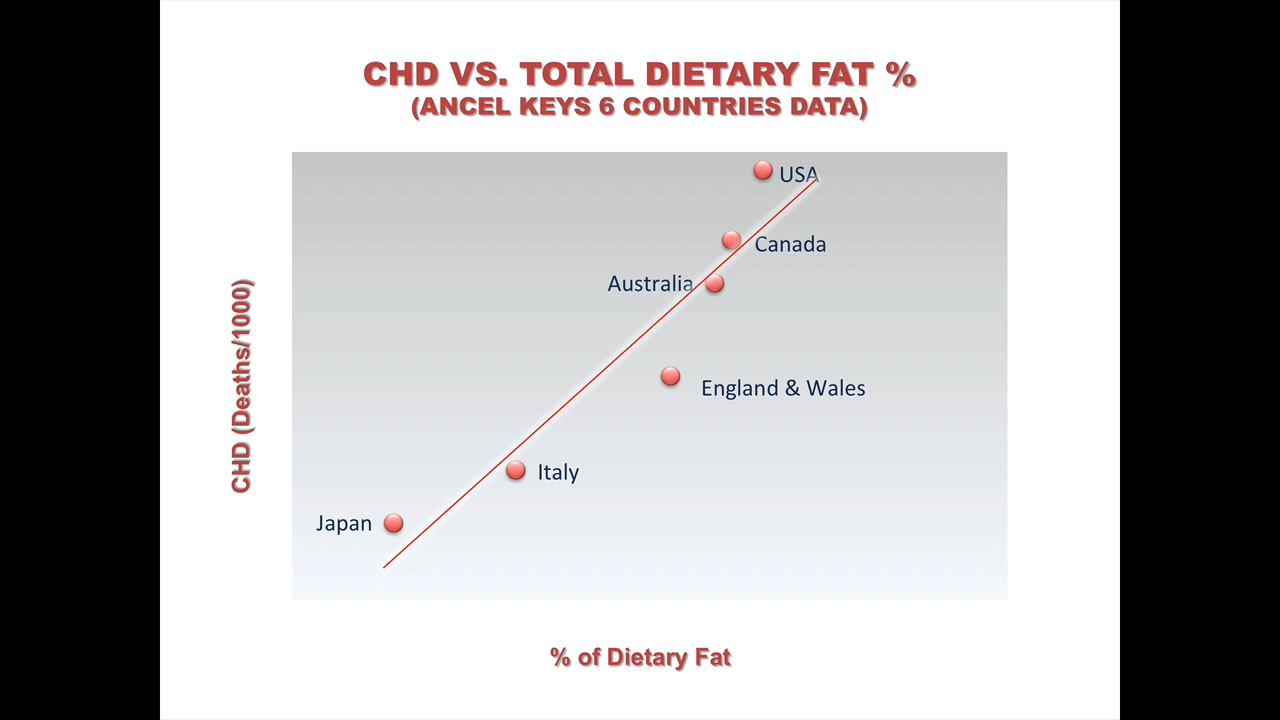 CHD VS. TOTAL DIETARY FAT %
(ANCEL KEYS 6 COUNTRIES DATA)
USA
Canada
Australia
England & Wales
Italy
Japan
CHD (Deaths/1000)
% of Dietary Fat